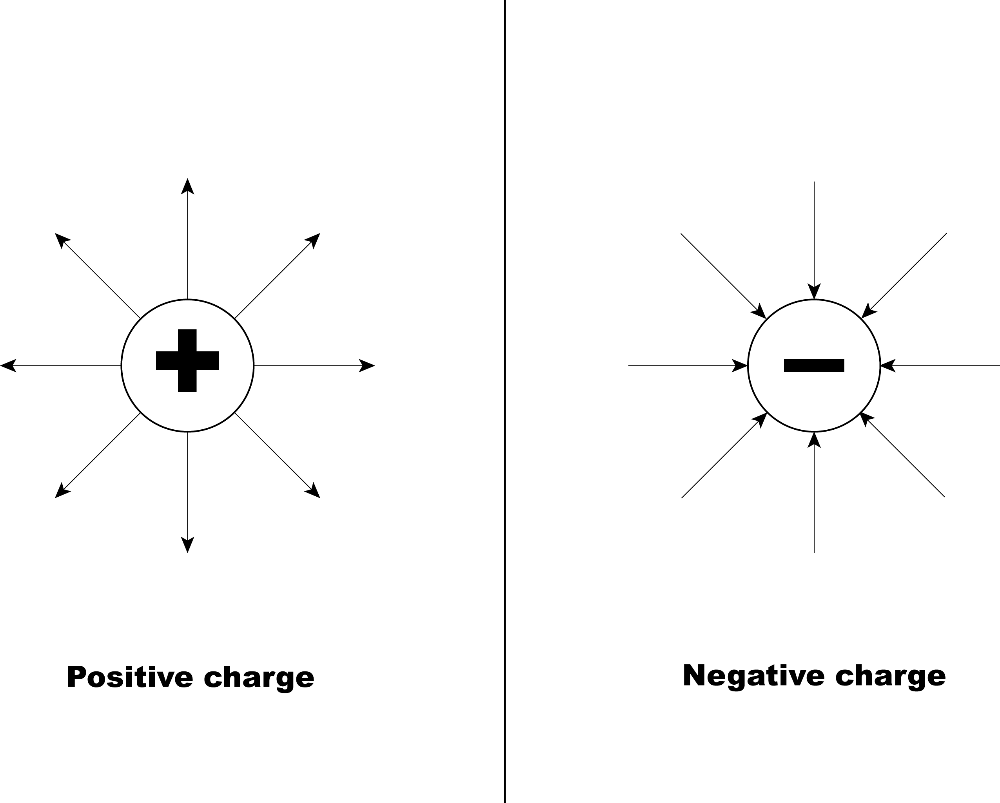 +
−
Positive charge
Negative charge